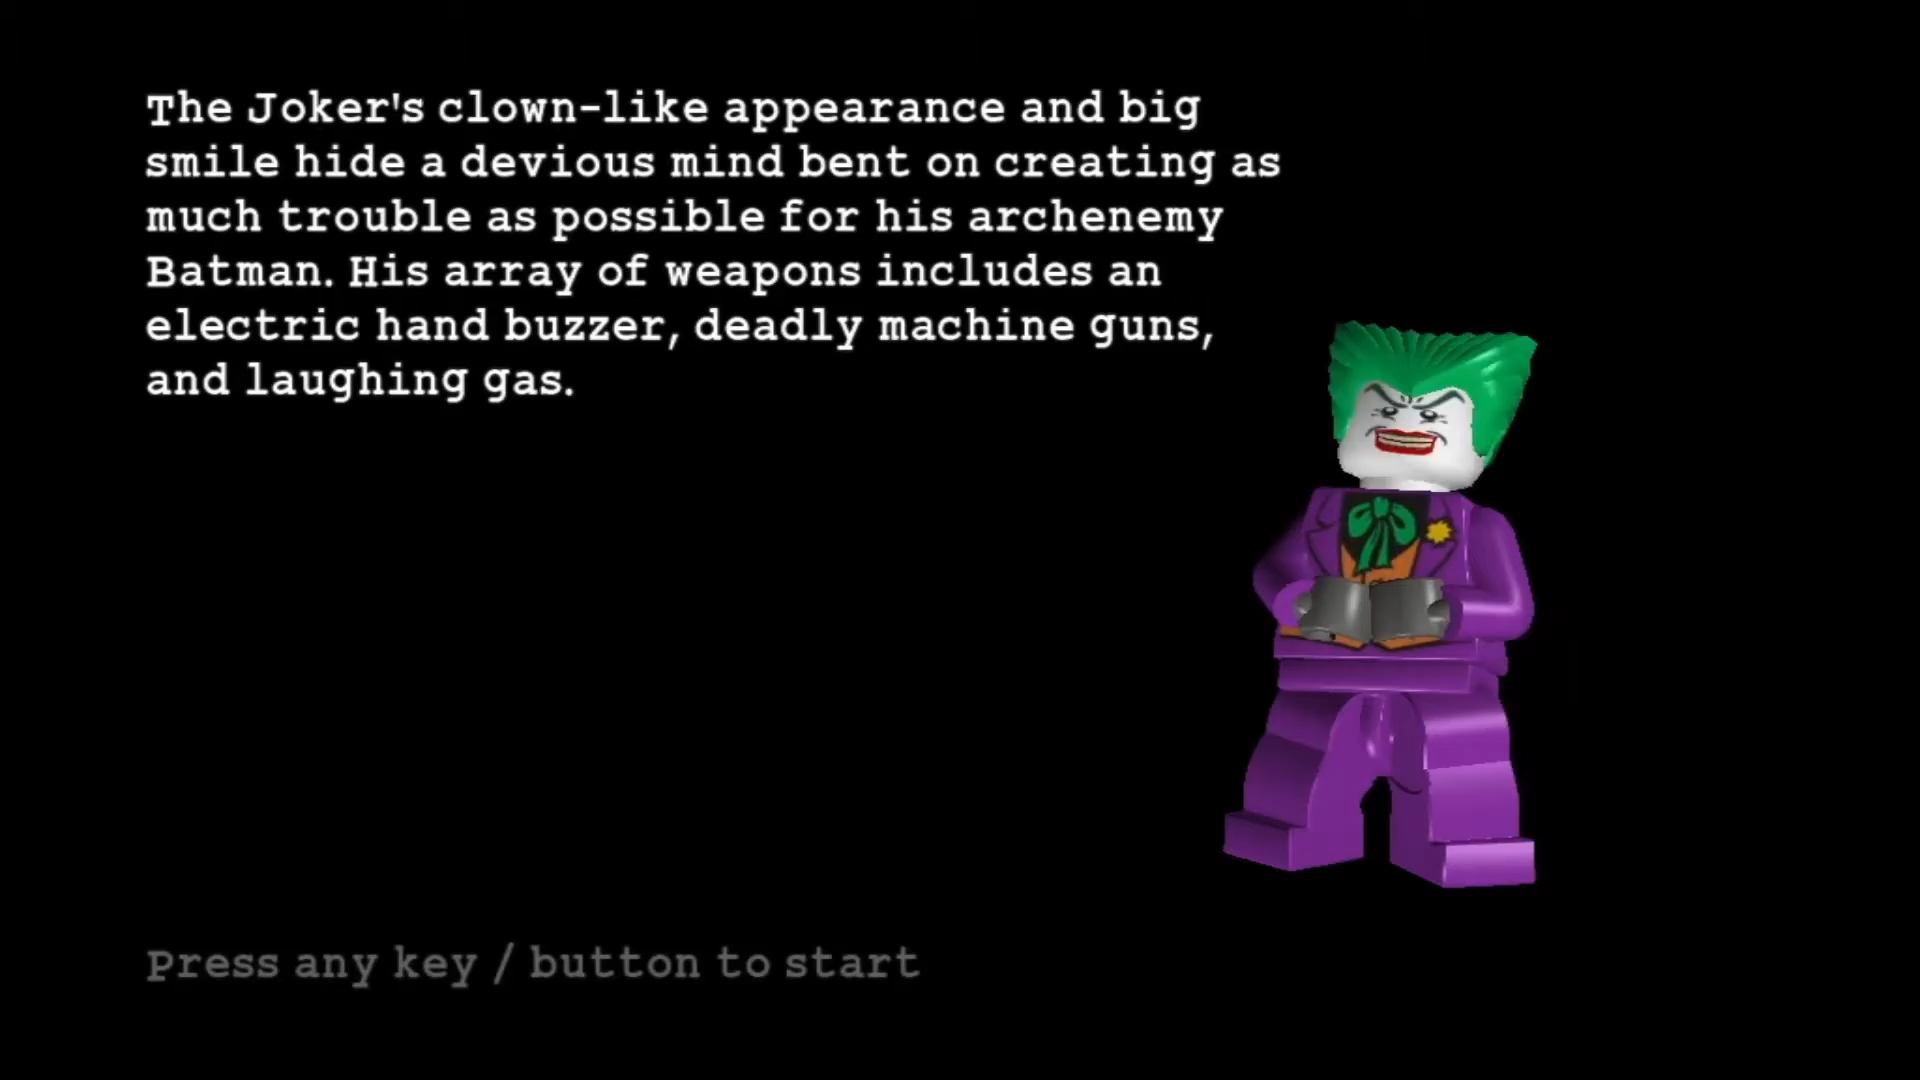 The Joker's clown-like appearance and big
smile hide a devious mind bent on creating as
much trouble as possible for his archenemy
Batman. His array of weapons includes an
electric hand buzzer, deadly machine guns,
and laughing gas.
Press any key / button to start